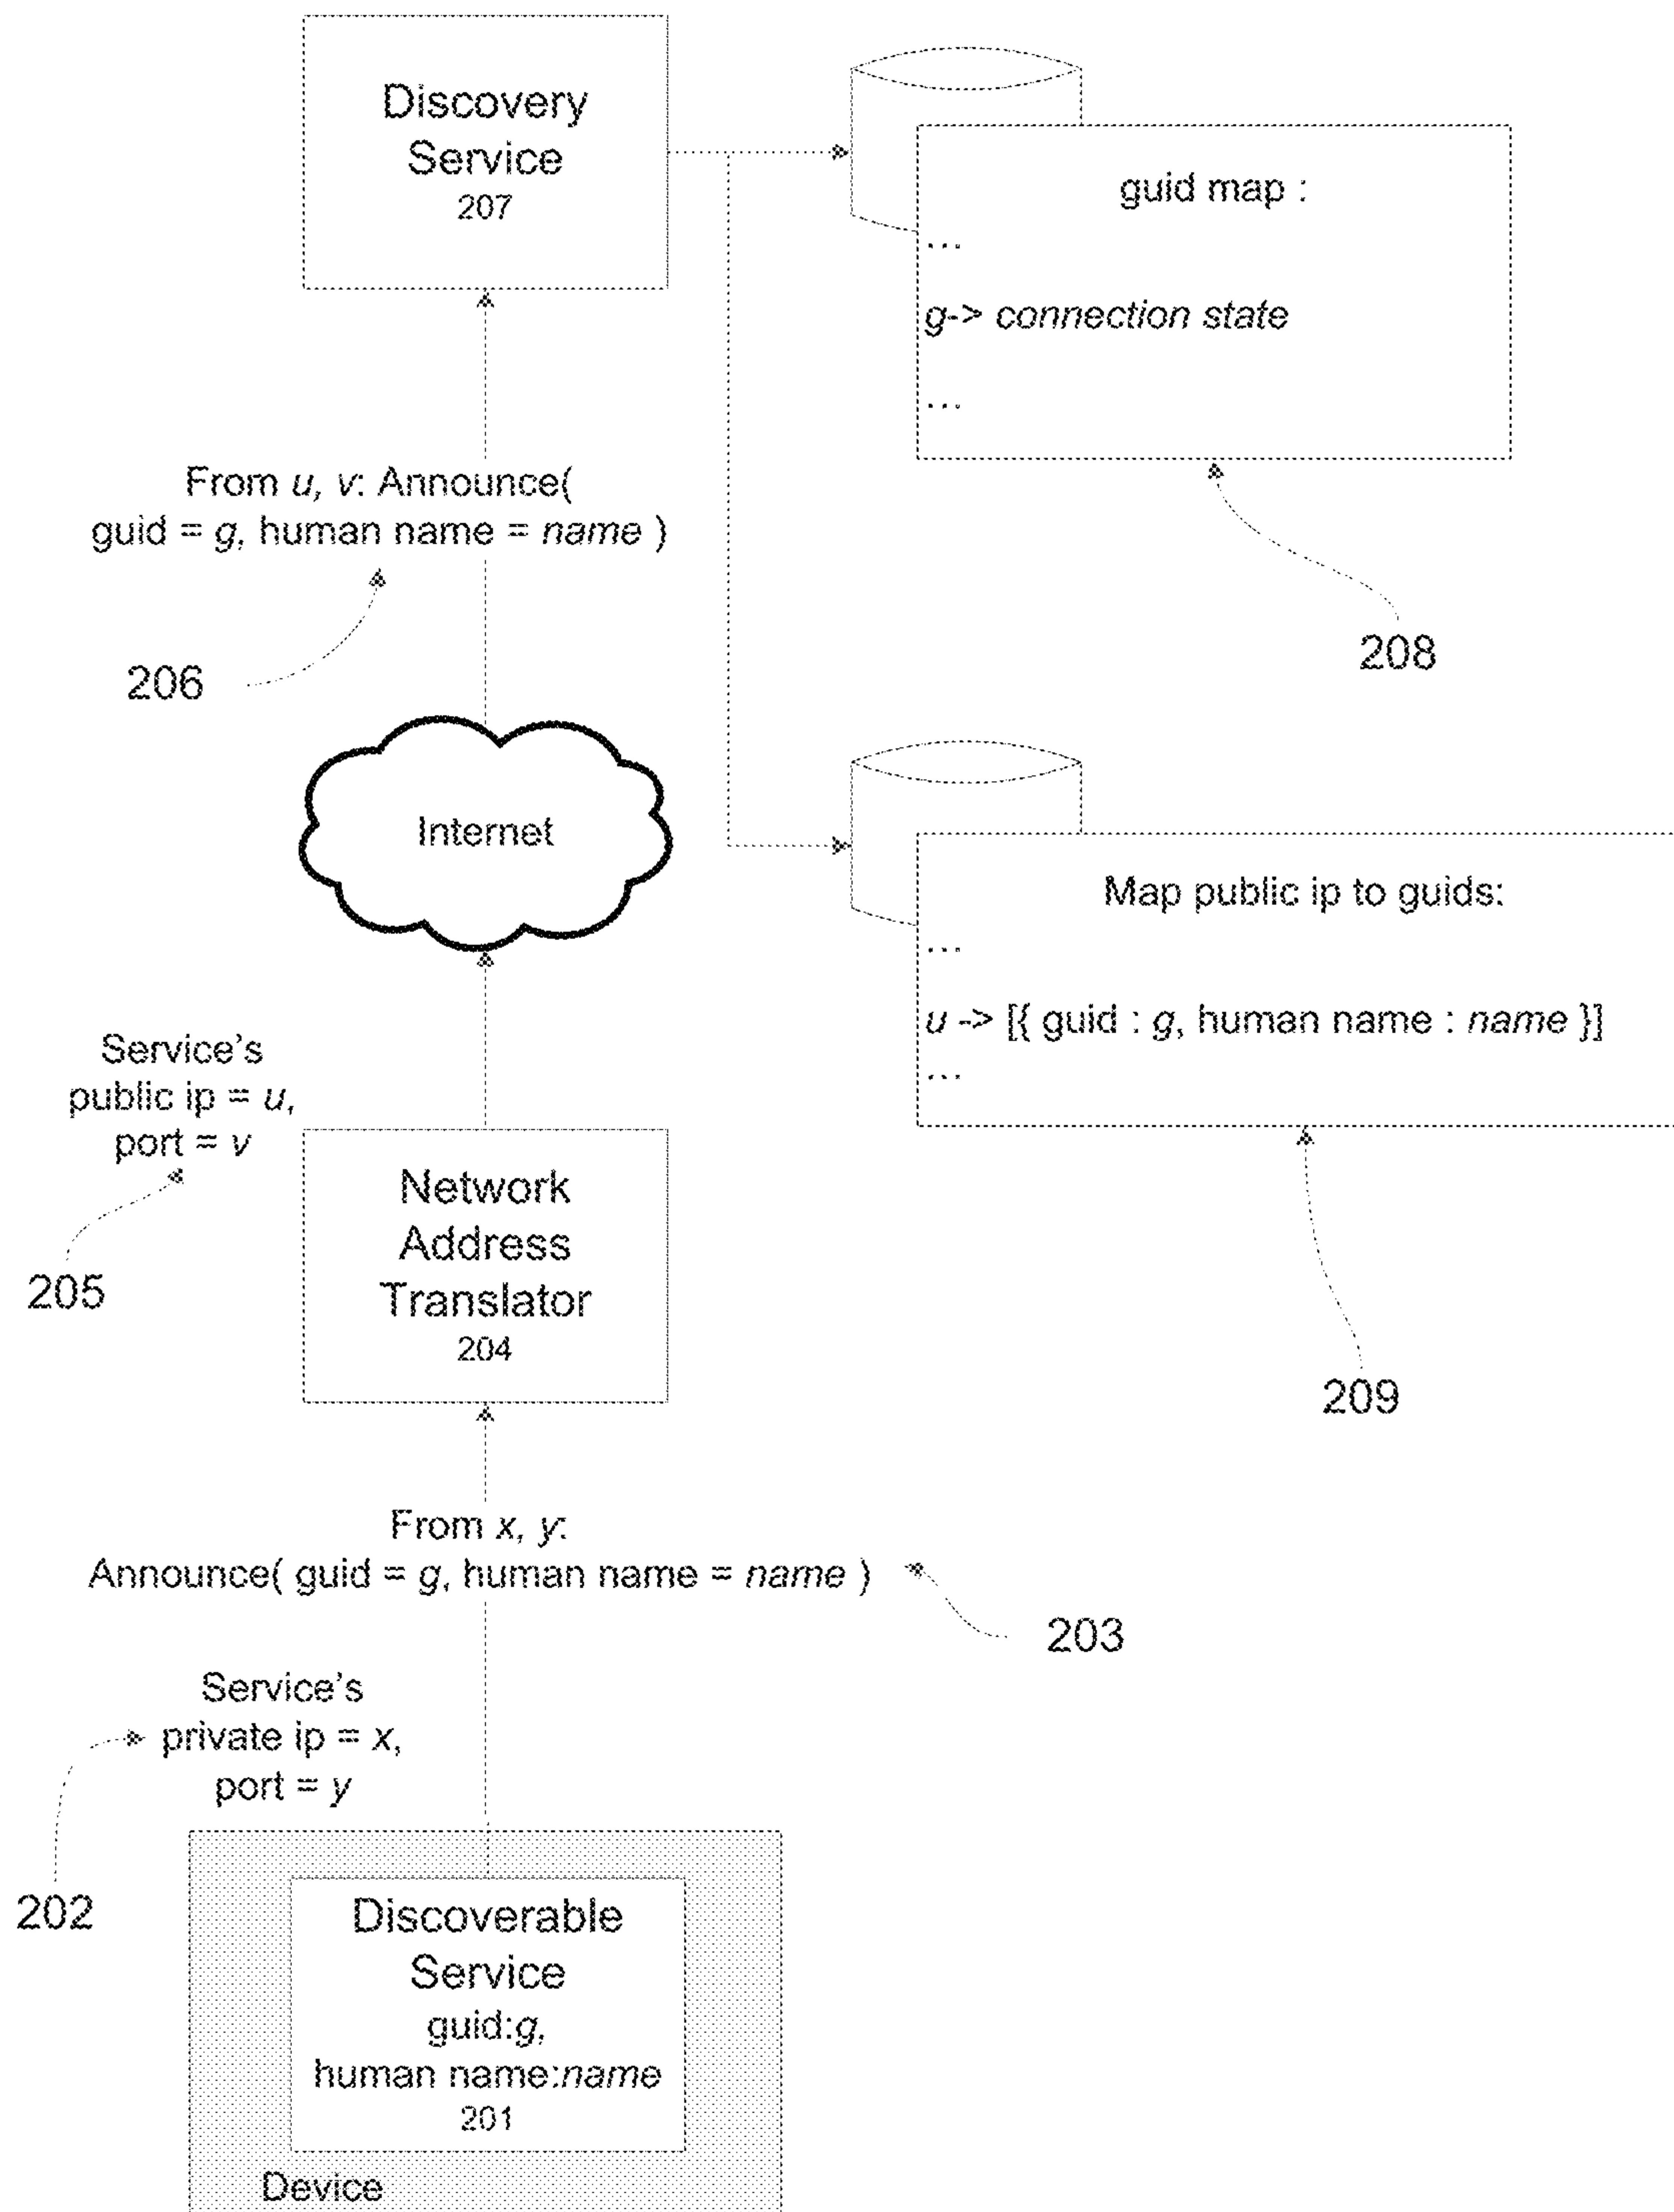 Discovery
Service
207
guid map :
...
g-> connection state
...
208
From u, v: Announce(
guid = g, human name = name )
206
Internet
Map public ip to guids:
...
u -> [{ guid : g, human name : name }]
...
209
Service's
public ip = u,
port = v
205
Network
Address
Translator
204
From x, y:
Announce( guid = g, human name = name )
203
Service's
private ip = x,
port = y
202
Discoverable
Service
guid:g,
human name:name
201
Device